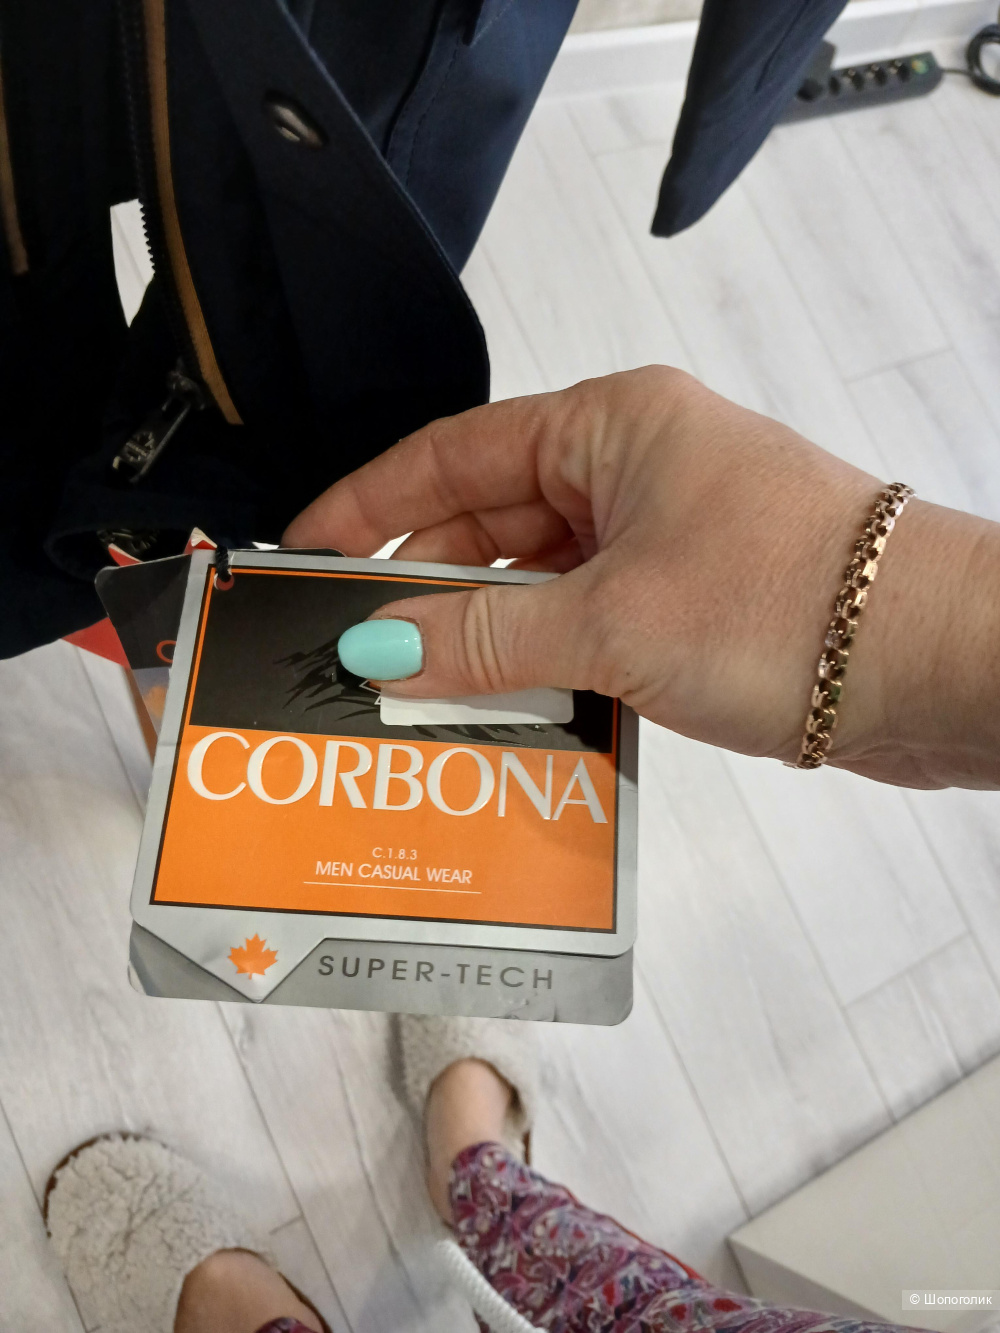 CORBONA
C.1.8.3
MEN CASUAL WEAR
SUPER-TECH
© Шопоголик